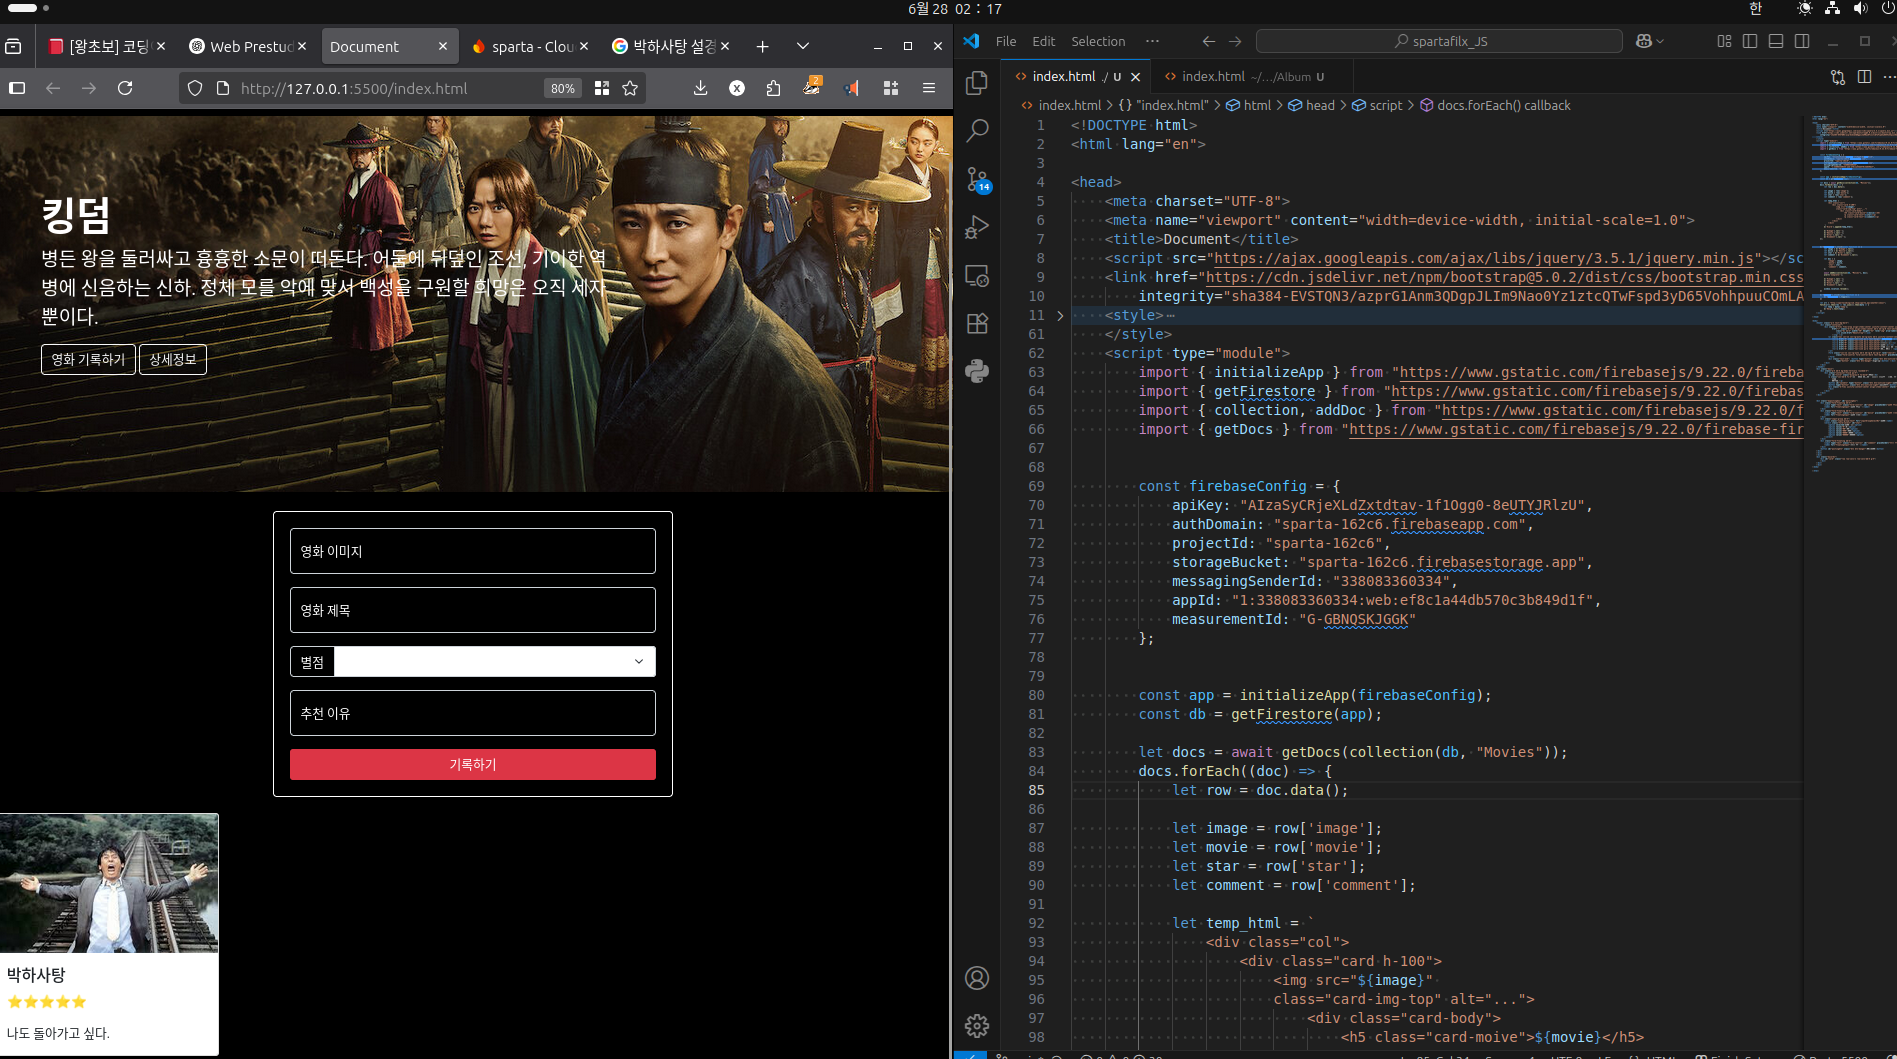 6월 28 02 : 17
한
[왕초보] 코딩
Web Prestud
Document
sparta - Clou
박하사탕 설경
http://127.0.0.1:5500/index.html
80%
2
킹덤
병든 왕을 둘러싸고 흉흉한 소문이 떠돈다. 어둠에 뒤덮인 조선, 기이한 역
병에 신음하는 신하. 정체 모를 악에 맞서 백성을 구원할 희망은 오직 세자
뿐이다.
영화 기록하기
상세정보
영화 이미지
영화 제목
별점
추천 이유
기록하기
박하사탕
⭐⭐⭐⭐⭐
나도 돌아가고 싶다.
File Edit Selection ···
spartafilx_JS
14
index.html ./ U
index.html ~/.../Album U
index.html > {} "index.html" > html > head > script > docs.forEach() callback
1 <!DOCTYPE html>
2 <html lang="en">
3
4 <head>
5 <meta charset="UTF-8">
6 <meta name="viewport" content="width=device-width, initial-scale=1.0">
7 <title>Document</title>
8 <script src="https://ajax.googleapis.com/ajax/libs/jquery/3.5.1/jquery.min.js"></sc
9 <link href="https://cdn.jsdelivr.net/npm/bootstrap@5.0.2/dist/css/bootstrap.min.css
10 integrity="sha384-EVSTQN3/azprG1Anm3QDgpJLIm9Nao0Yz1ztcQTwFspd3yD65VohhpuuCOmLA
11 <style>···
61 </style>
62 <script type="module">
63 import { initializeApp } from "https://www.gstatic.com/firebasejs/9.22.0/fireba
64 import { getFirestore } from "https://www.gstatic.com/firebasejs/9.22.0/firebas
65 import { collection, addDoc } from "https://www.gstatic.com/firebasejs/9.22.0/f
66 import { getDocs } from "https://www.gstatic.com/firebasejs/9.22.0/firebase-fir
67
68
69 const firebaseConfig = {
70 apiKey: "AIzaSyCRjeXLdZxtdtav-1f1Ogg0-8eUTYJRlzU",
71 authDomain: "sparta-162c6.firebaseapp.com",
72 projectId: "sparta-162c6",
73 storageBucket: "sparta-162c6.firebasestorage.app",
74 messagingSenderId: "338083360334",
75 appId: "1:338083360334:web:ef8c1a44db570c3b849d1f",
76 measurementId: "G-GBNQSKJGGK"
77 };
78
79
80 const app = initializeApp(firebaseConfig);
81 const db = getFirestore(app);
82
83 let docs = await getDocs(collection(db, "Movies"));
84 docs.forEach((doc) => {
85 let row = doc.data();
86
87 let image = row['image'];
88 let movie = row['movie'];
89 let star = row['star'];
90 let comment = row['comment'];
91
92 let temp_html = `
93 <div class="col">
94 <div class="card h-100">
95 <img src="${image}"
96 class="card-img-top" alt="...">
97 <div class="card-body">
98 <h5 class="card-moive">${movie}</h5>